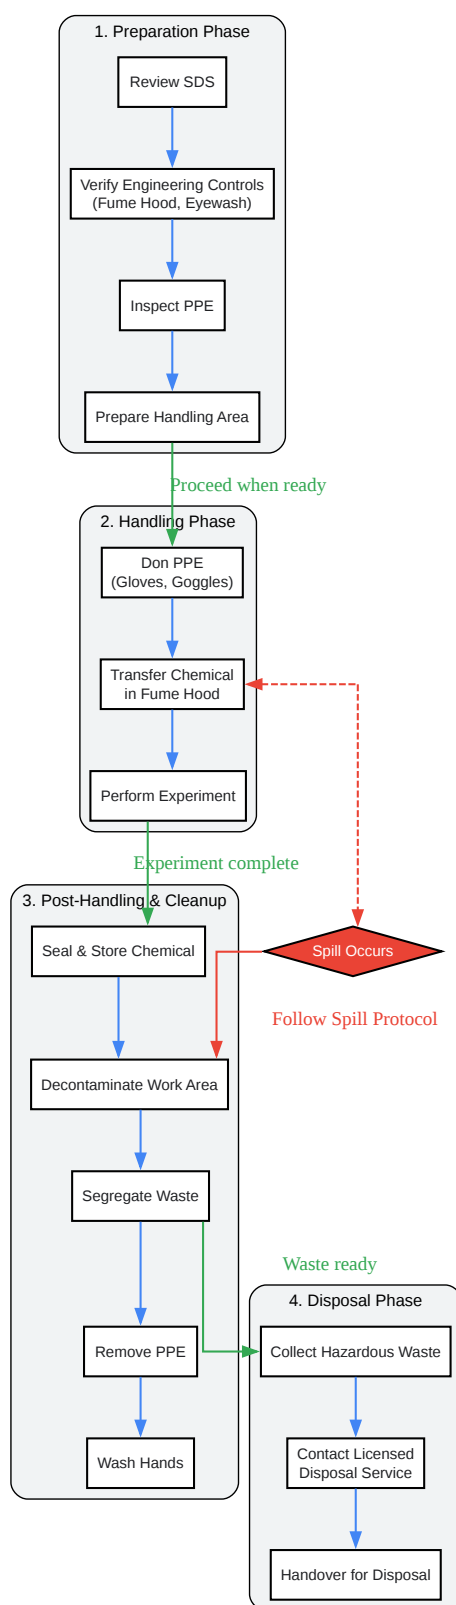 1. Preparation Phase
Review SDS
Verify Engineering Controls
(Fume Hood, Eyewash)
Inspect PPE
Prepare Handling Area
Proceed when ready
2. Handling Phase
Don PPE
(Gloves, Goggles)
Transfer Chemical
in Fume Hood
Perform Experiment
Experiment complete
3. Post-Handling & Cleanup
Seal & Store Chemical
Spill Occurs
Follow Spill Protocol
Decontaminate Work Area
Segregate Waste
Waste ready
4. Disposal Phase
Remove PPE
Collect Hazardous Waste
Wash Hands
Contact Licensed
Disposal Service
Handover for Disposal